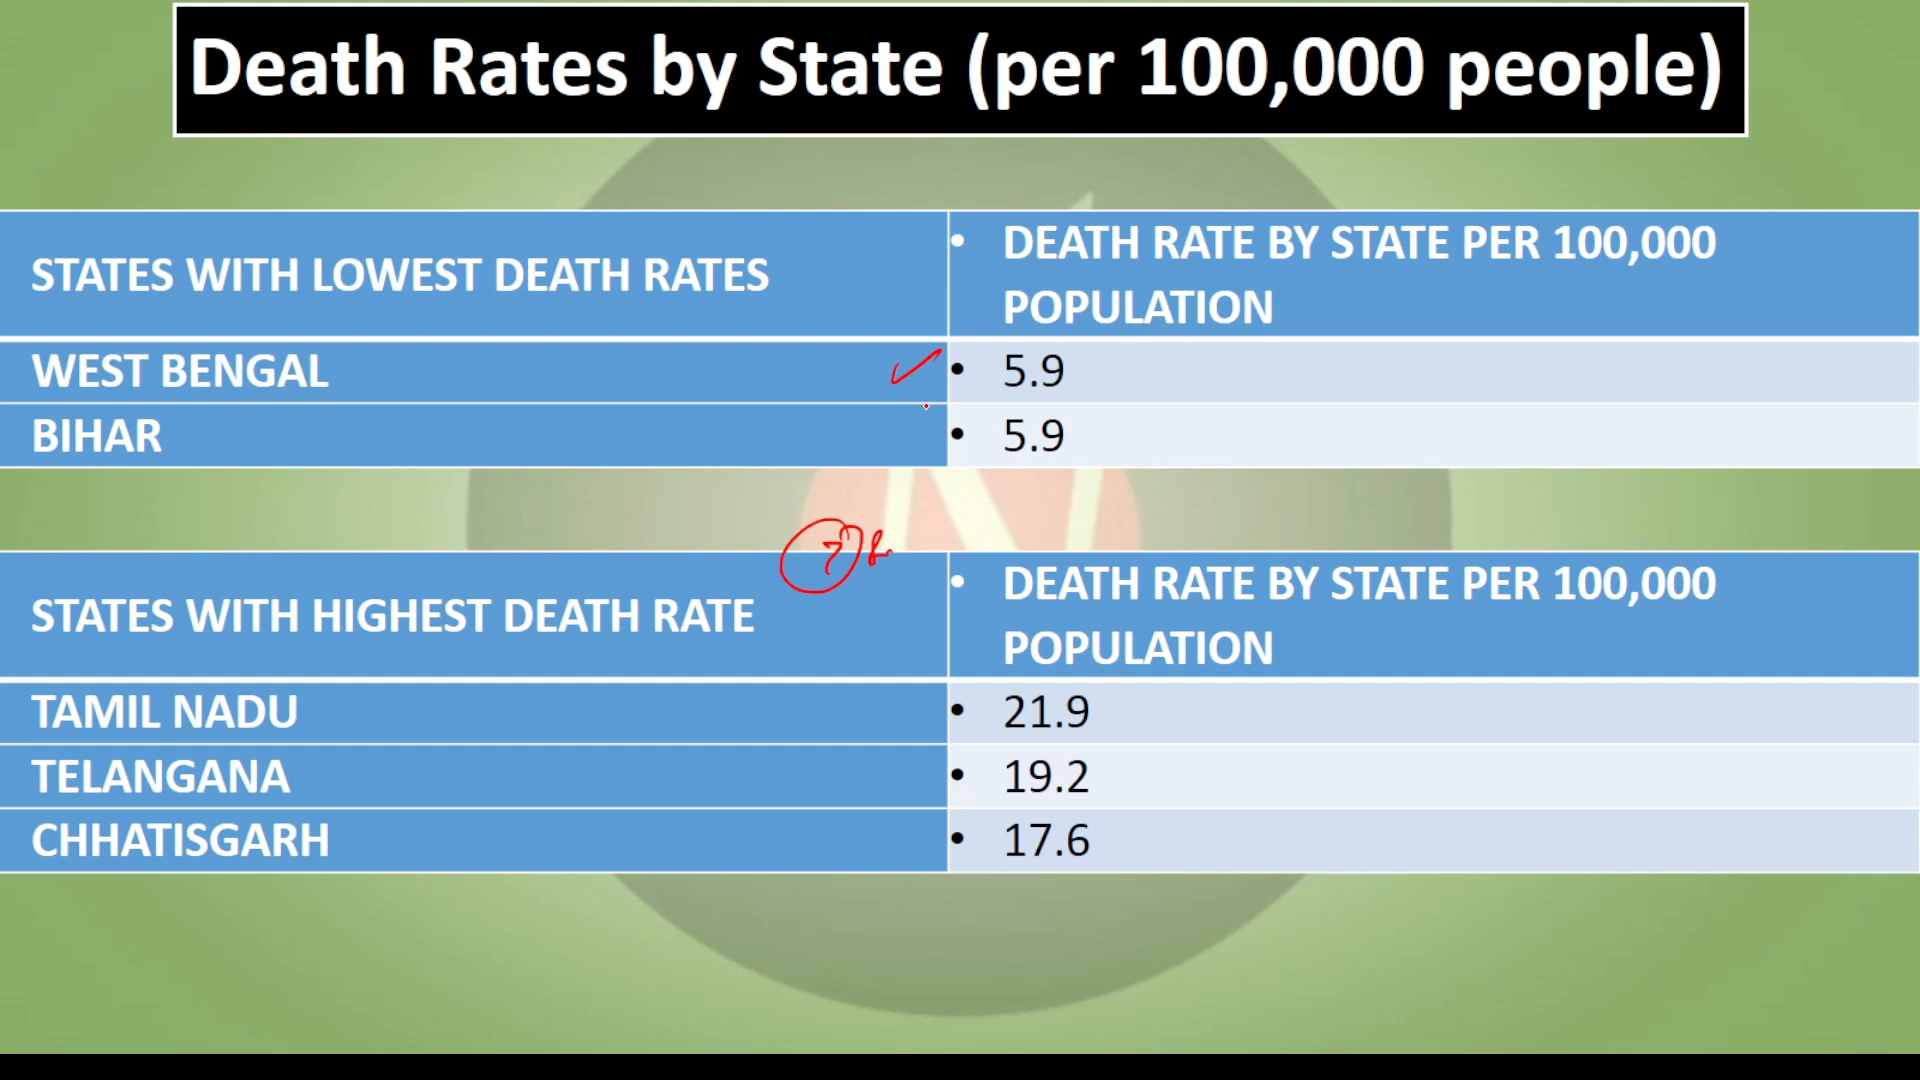 Death Rates by State (per 100,000 people)
STATES WITH LOWEST DEATH RATES
• DEATH RATE BY STATE PER 100,000
POPULATION
WEST BENGAL
• 5.9
BIHAR
• 5.9
STATES WITH HIGHEST DEATH RATE
• DEATH RATE BY STATE PER 100,000
POPULATION
TAMIL NADU
• 21.9
TELANGANA
• 19.2
CHHATISGARH
• 17.6